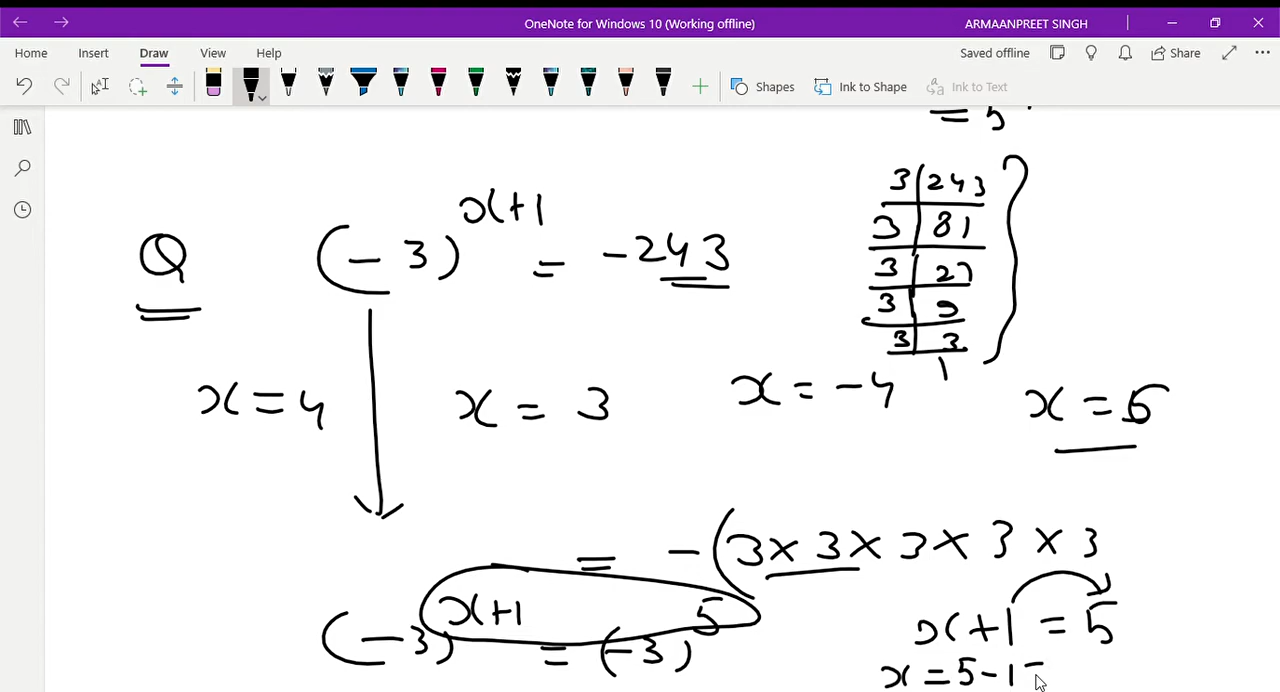 OneNote for Windows 10 (Working offline)
ARMAANPREET SINGH
Home Insert Draw View Help
Saved offline
Share
Shapes
Ink to Shape
Ink to Text
= 5
Q (-3)^x+1 = -243
3 | 243
3 | 81
3 | 27
3 | 9
3 | 3
1
x = 4 x = 3 x = -4 x = 5
= -(3 × 3 × 3 × 3 × 3
(-3)^x+1 = (-3)^5
x+1 = 5
x = 5-1